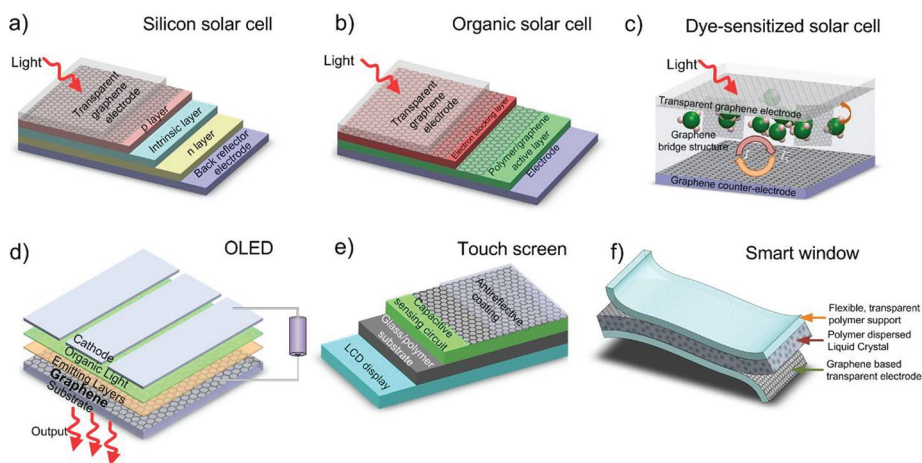 a) Silicon solar cell
Light
Transparent
graphene
electrode
p layer
Intrinsic layer
n layer
Back reflector
electrode
b) Organic solar cell
Light
Transparent
graphene
electrode
Electron blocking layer
Polymer/graphene
active layer
Electrode
c) Dye-sensitized solar cell
Light
Transparent graphene electrode
Graphene
bridge structure
Graphene counter-electrode
d) OLED
Cathode
Organic Light
Emitting Layers
Graphene
Substrate
Output
e) Touch screen
Antireflective
coating
Capacitive
sensing circuit
Glass/polymer
substrate
LCD display
f) Smart window
Flexible, transparent
polymer support
Polymer dispersed
Liquid Crystal
Graphene based
transparent electrode